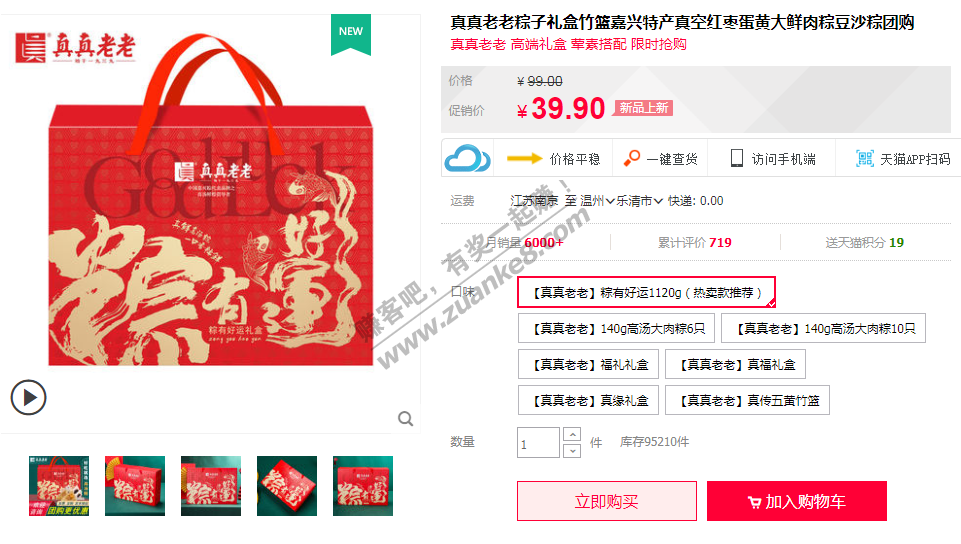 真真老老粽子礼盒竹篮嘉兴特产真空红枣蛋黄大鲜肉粽豆沙粽团购
真真老老 高端礼盒 荤素搭配 限时抢购
NEW
真真老老
始于一九三九
真真老老
Good Luck
粽有好運
粽有好运礼盒
zong you hao yun
价格 ¥ 99.00
促销价 ¥ 39.90 新品上新
价格平稳 一键查货 访问手机端 天猫APP扫码
运费 江苏南京 至 温州 乐清市 快递: 0.00
月销量 6000+ 累计评价 719 送天猫积分 19
口味 【真真老老】粽有好运1120g（热卖款推荐）
【真真老老】140g高汤大肉粽6只 【真真老老】140g高汤大肉粽10只
【真真老老】福礼礼盒 【真真老老】真福礼盒
【真真老老】真缘礼盒 【真真老老】真传五黄竹篮
数量 1 件 库存95210件
立即购买 加入购物车
团购更优惠
赚客吧，有奖一起赚！
www.zuanke8.com